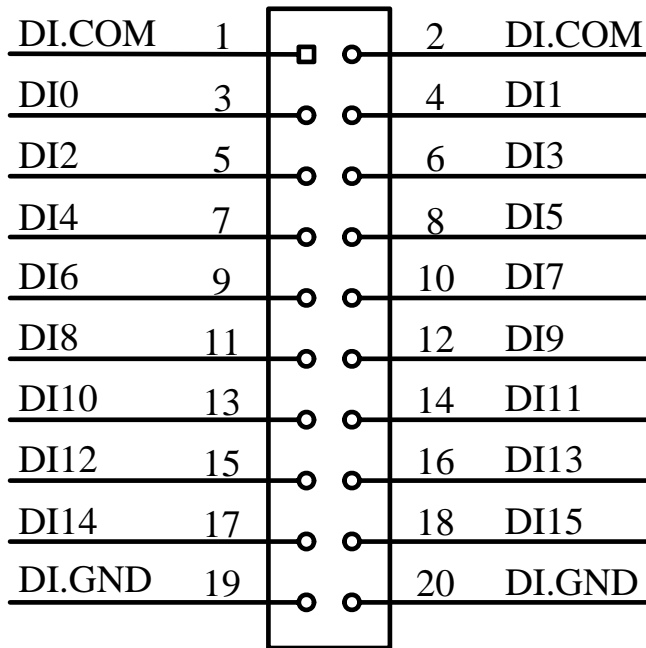 DI.COM 1 2 DI.COM
DI0 3 4 DI1
DI2 5 6 DI3
DI4 7 8 DI5
DI6 9 10 DI7
DI8 11 12 DI9
DI10 13 14 DI11
DI12 15 16 DI13
DI14 17 18 DI15
DI.GND 19 20 DI.GND